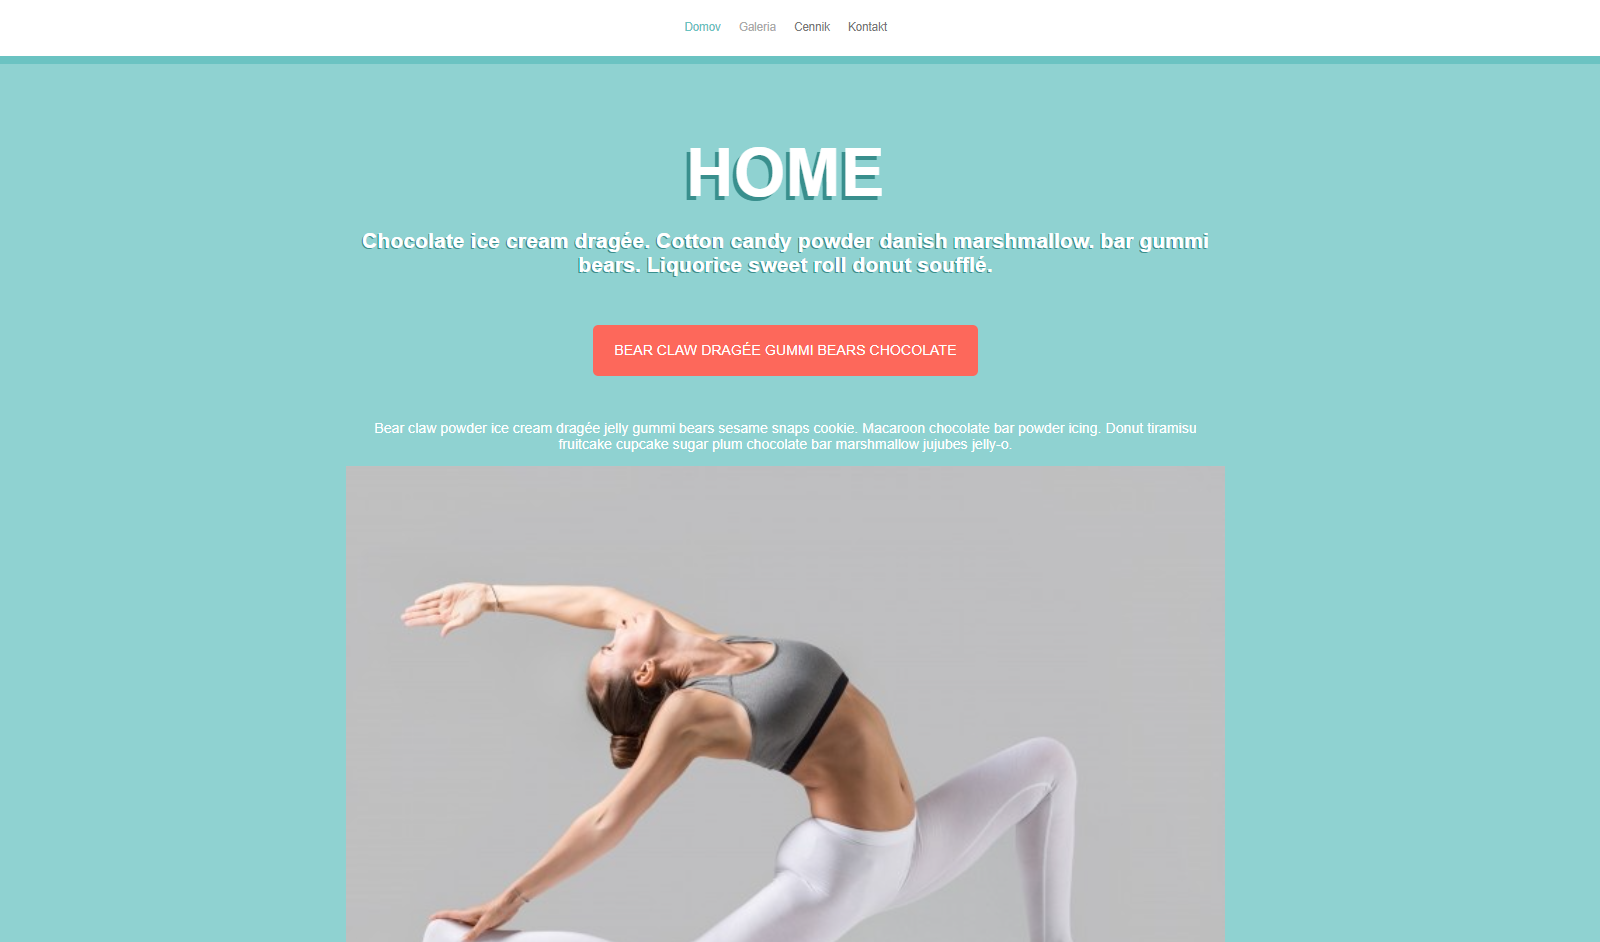 Domov Galeria Cennik Kontakt
HOME
Chocolate ice cream dragée. Cotton candy powder danish marshmallow. bar gummi
bears. Liquorice sweet roll donut soufflé.
BEAR CLAW DRAGÉE GUMMI BEARS CHOCOLATE
Bear claw powder ice cream dragée jelly gummi bears sesame snaps cookie. Macaroon chocolate bar powder icing. Donut tiramisu
fruitcake cupcake sugar plum chocolate bar marshmallow jujubes jelly-o.